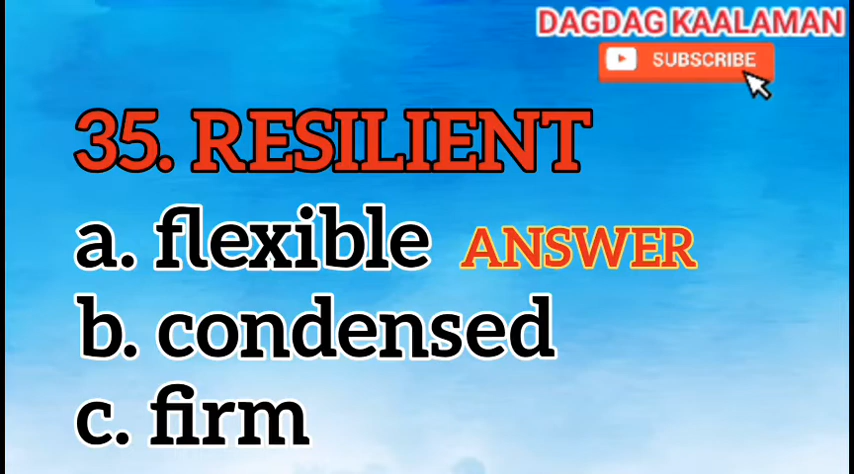 DAGDAG KAALAMAN
SUBSCRIBE
35. RESILIENT
a. flexible ANSWER
b. condensed
c. firm